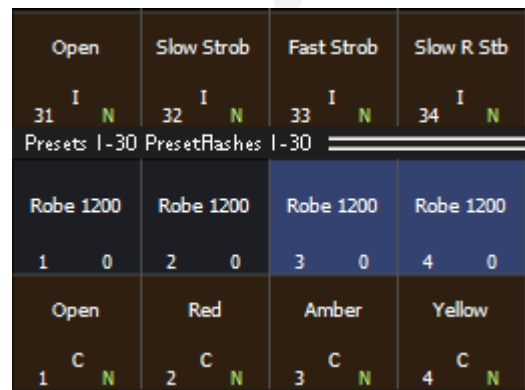 Open Slow Strob Fast Strob Slow R Stb
31 I N 32 I N 33 I N 34 I N
Presets 1-30 PresetFlashes 1-30
Robe 1200 Robe 1200 Robe 1200 Robe 1200
1 0 2 0 3 0 4 0
Open Red Amber Yellow
1 C N 2 C N 3 C N 4 C N